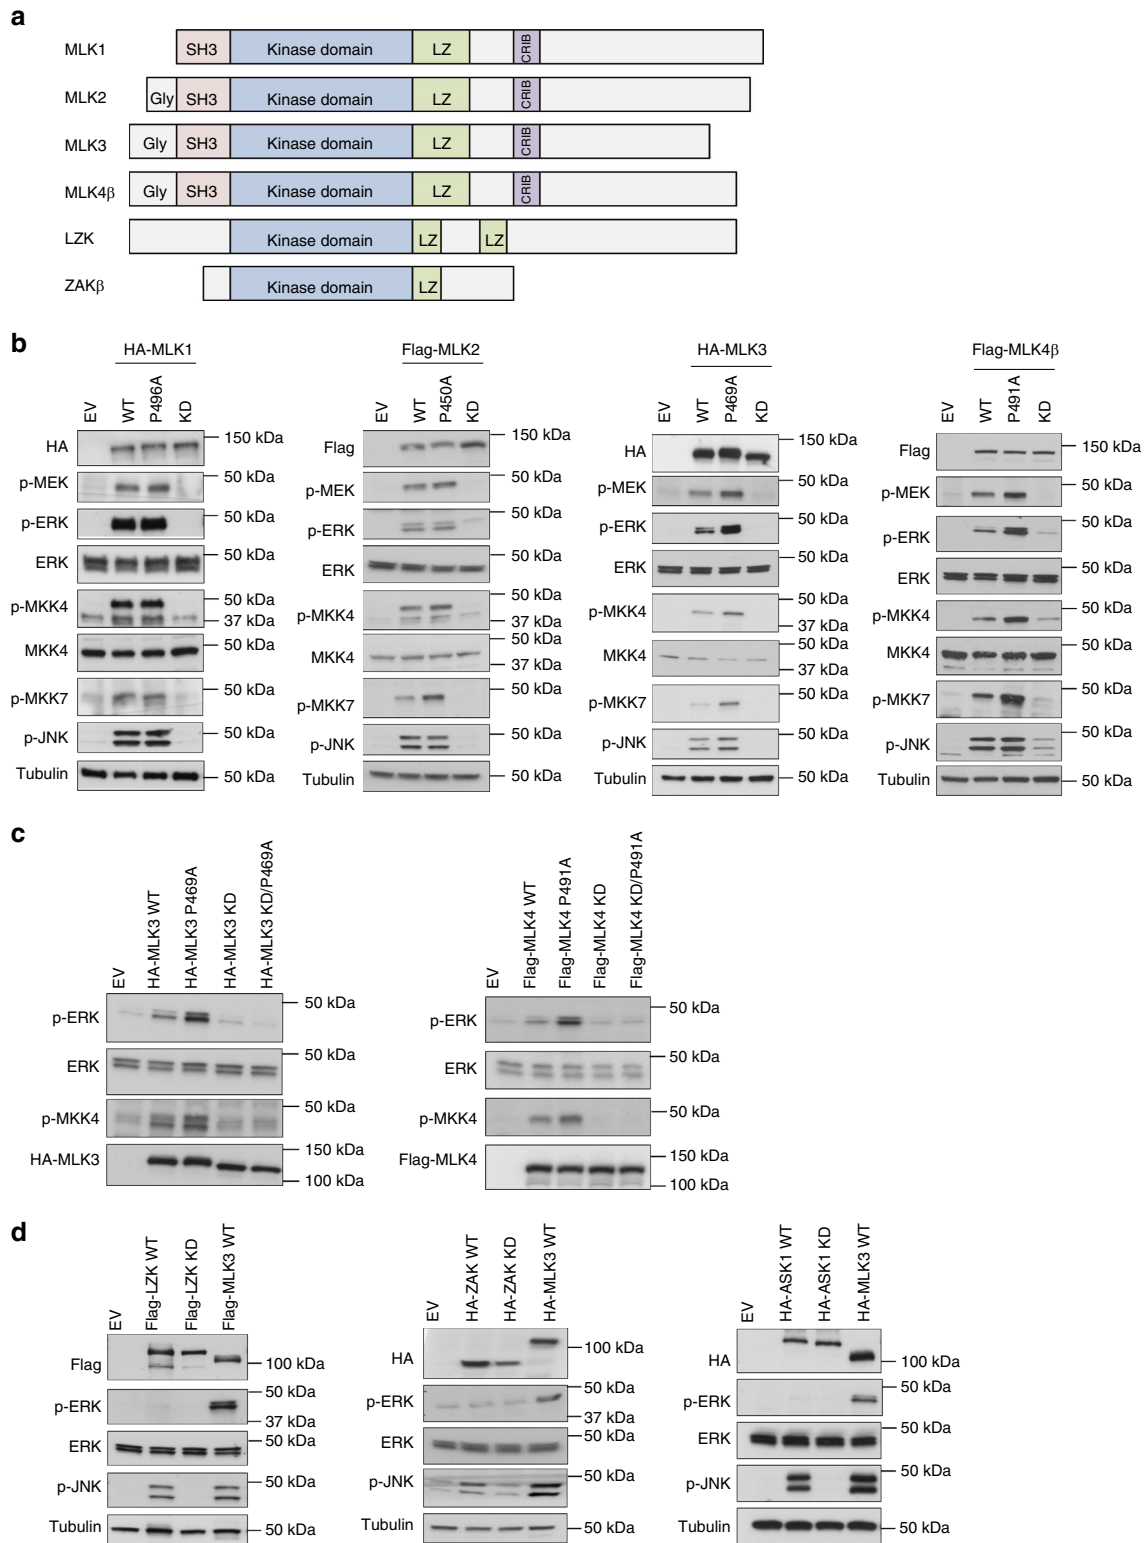 a
MLK1
SH3 Kinase domain LZ CRIB
MLK2
Gly SH3 Kinase domain LZ CRIB
MLK3
Gly SH3 Kinase domain LZ CRIB
MLK4β
Gly SH3 Kinase domain LZ CRIB
LZK
Kinase domain LZ LZ
ZAKβ
Kinase domain LZ
b
HA-MLK1
EV WT P496A KD
HA 150 kDa
p-MEK 50 kDa
p-ERK 50 kDa
ERK 50 kDa
p-MKK4 50 kDa
37 kDa
MKK4 50 kDa
p-MKK7 50 kDa
p-JNK 50 kDa
Tubulin 50 kDa
Flag-MLK2
EV WT P450A KD
Flag 150 kDa
p-MEK 50 kDa
p-ERK 50 kDa
ERK 50 kDa
p-MKK4 50 kDa
37 kDa
MKK4 50 kDa
37 kDa
p-MKK7 50 kDa
p-JNK 50 kDa
Tubulin 50 kDa
HA-MLK3
EV WT P469A KD
HA 150 kDa
p-MEK 50 kDa
p-ERK 50 kDa
ERK 50 kDa
p-MKK4 50 kDa
37 kDa
MKK4 50 kDa
37 kDa
p-MKK7 50 kDa
p-JNK 50 kDa
Tubulin 50 kDa
Flag-MLK4β
EV WT P491A KD
Flag 150 kDa
p-MEK 50 kDa
p-ERK 50 kDa
ERK 50 kDa
p-MKK4 50 kDa
MKK4 50 kDa
p-MKK7 50 kDa
p-JNK 50 kDa
Tubulin 50 kDa
c
EV
HA-MLK3 WT
HA-MLK3 P469A
HA-MLK3 KD
HA-MLK3 KD/P469A
p-ERK 50 kDa
ERK 50 kDa
p-MKK4 50 kDa
HA-MLK3 150 kDa
100 kDa
EV
Flag-MLK4 WT
Flag-MLK4 P491A
Flag-MLK4 KD
Flag-MLK4 KD/P491A
p-ERK 50 kDa
ERK 50 kDa
p-MKK4 50 kDa
Flag-MLK4 150 kDa
100 kDa
d
EV
Flag-LZK WT
Flag-LZK KD
Flag-MLK3 WT
Flag 100 kDa
p-ERK 50 kDa
37 kDa
ERK 50 kDa
p-JNK 50 kDa
Tubulin 50 kDa
EV
HA-ZAK WT
HA-ZAK KD
HA-MLK3 WT
HA 100 kDa
p-ERK 50 kDa
37 kDa
ERK 50 kDa
p-JNK 50 kDa
Tubulin 50 kDa
EV
HA-ASK1 WT
HA-ASK1 KD
HA-MLK3 WT
HA 100 kDa
p-ERK 50 kDa
ERK 50 kDa
p-JNK 50 kDa
Tubulin 50 kDa